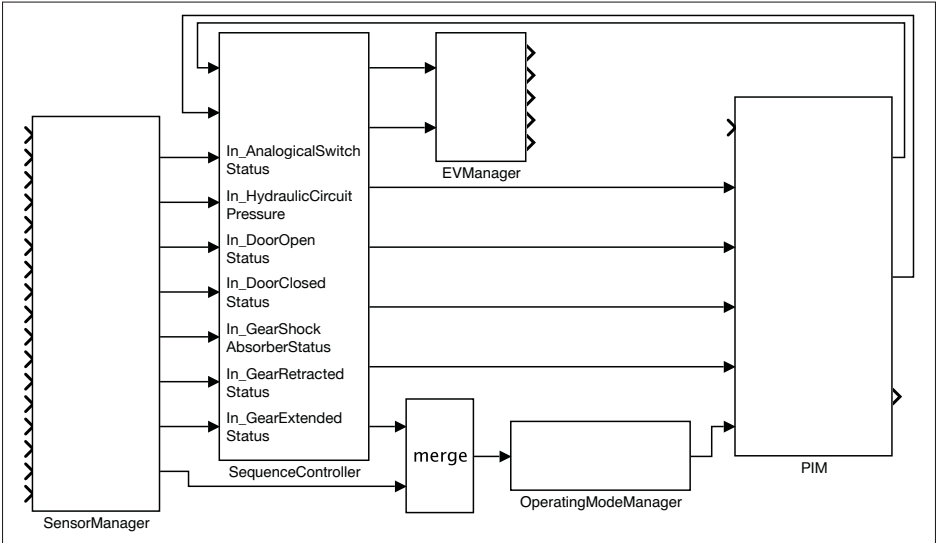 In_AnalogicalSwitch
Status
In_HydraulicCircuit
Pressure
In_DoorOpen
Status
In_DoorClosed
Status
In_GearShock
AbsorberStatus
In_GearRetracted
Status
In_GearExtended
Status
SequenceController
EVManager
merge
OperatingModeManager
PIM
SensorManager